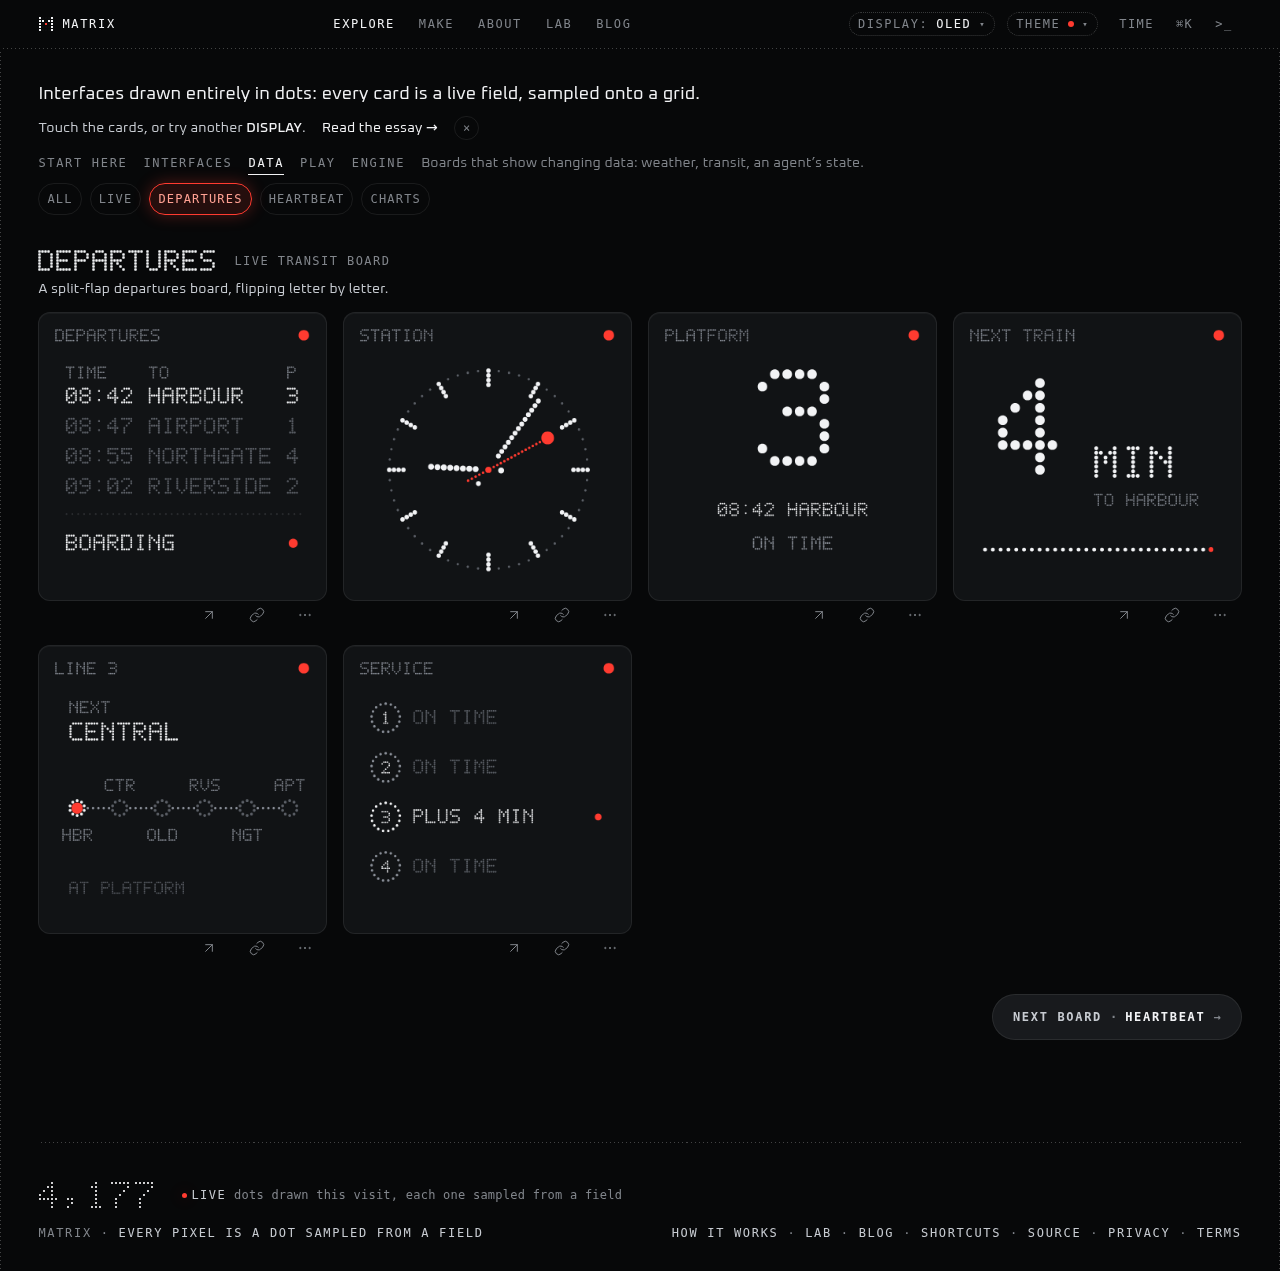 MATRIX
EXPLORE MAKE ABOUT LAB BLOG
DISPLAY: OLED ▾ THEME ● ▾ TIME ⌘K >_
Interfaces drawn entirely in dots: every card is a live field, sampled onto a grid.
Touch the cards, or try another DISPLAY. Read the essay → ×
START HERE INTERFACES DATA PLAY ENGINE Boards that show changing data: weather, transit, an agent’s state.
ALL LIVE DEPARTURES HEARTBEAT CHARTS
DEPARTURES LIVE TRANSIT BOARD
A split-flap departures board, flipping letter by letter.
DEPARTURES
TIME TO P
08:42 HARBOUR 3
08:47 AIRPORT 1
08:55 NORTHGATE 4
09:02 RIVERSIDE 2
BOARDING
STATION
PLATFORM
3
08:42 HARBOUR
ON TIME
NEXT TRAIN
4 MIN
TO HARBOUR
LINE 3
NEXT
CENTRAL
CTR RVS APT
HBR OLD NGT
AT PLATFORM
SERVICE
1 ON TIME
2 ON TIME
3 PLUS 4 MIN
4 ON TIME
NEXT BOARD · HEARTBEAT →
4,177 LIVE dots drawn this visit, each one sampled from a field
MATRIX · EVERY PIXEL IS A DOT SAMPLED FROM A FIELD
HOW IT WORKS · LAB · BLOG · SHORTCUTS · SOURCE · PRIVACY · TERMS